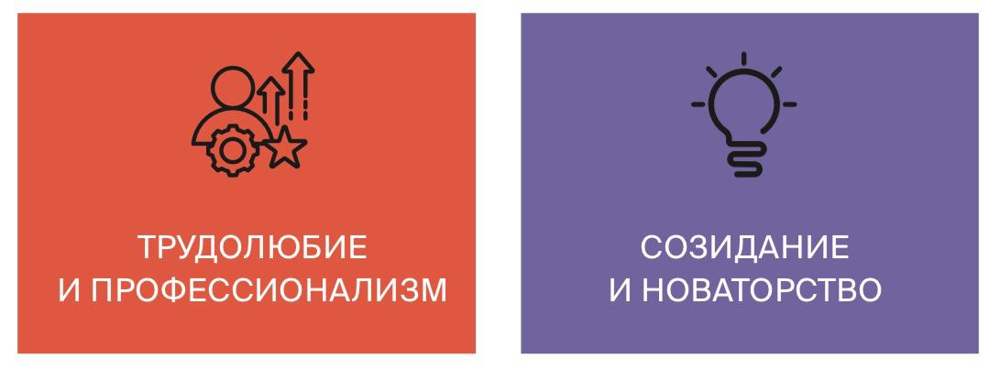 ТРУДОЛЮБИЕ
И ПРОФЕССИОНАЛИЗМ
СОЗИДАНИЕ
И НОВАТОРСТВО